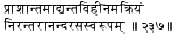 प्रशान्तमाद्यन्तविहीनमक्रियं
निरन्तरानन्दरसस्वरूपम् ॥ २३७॥